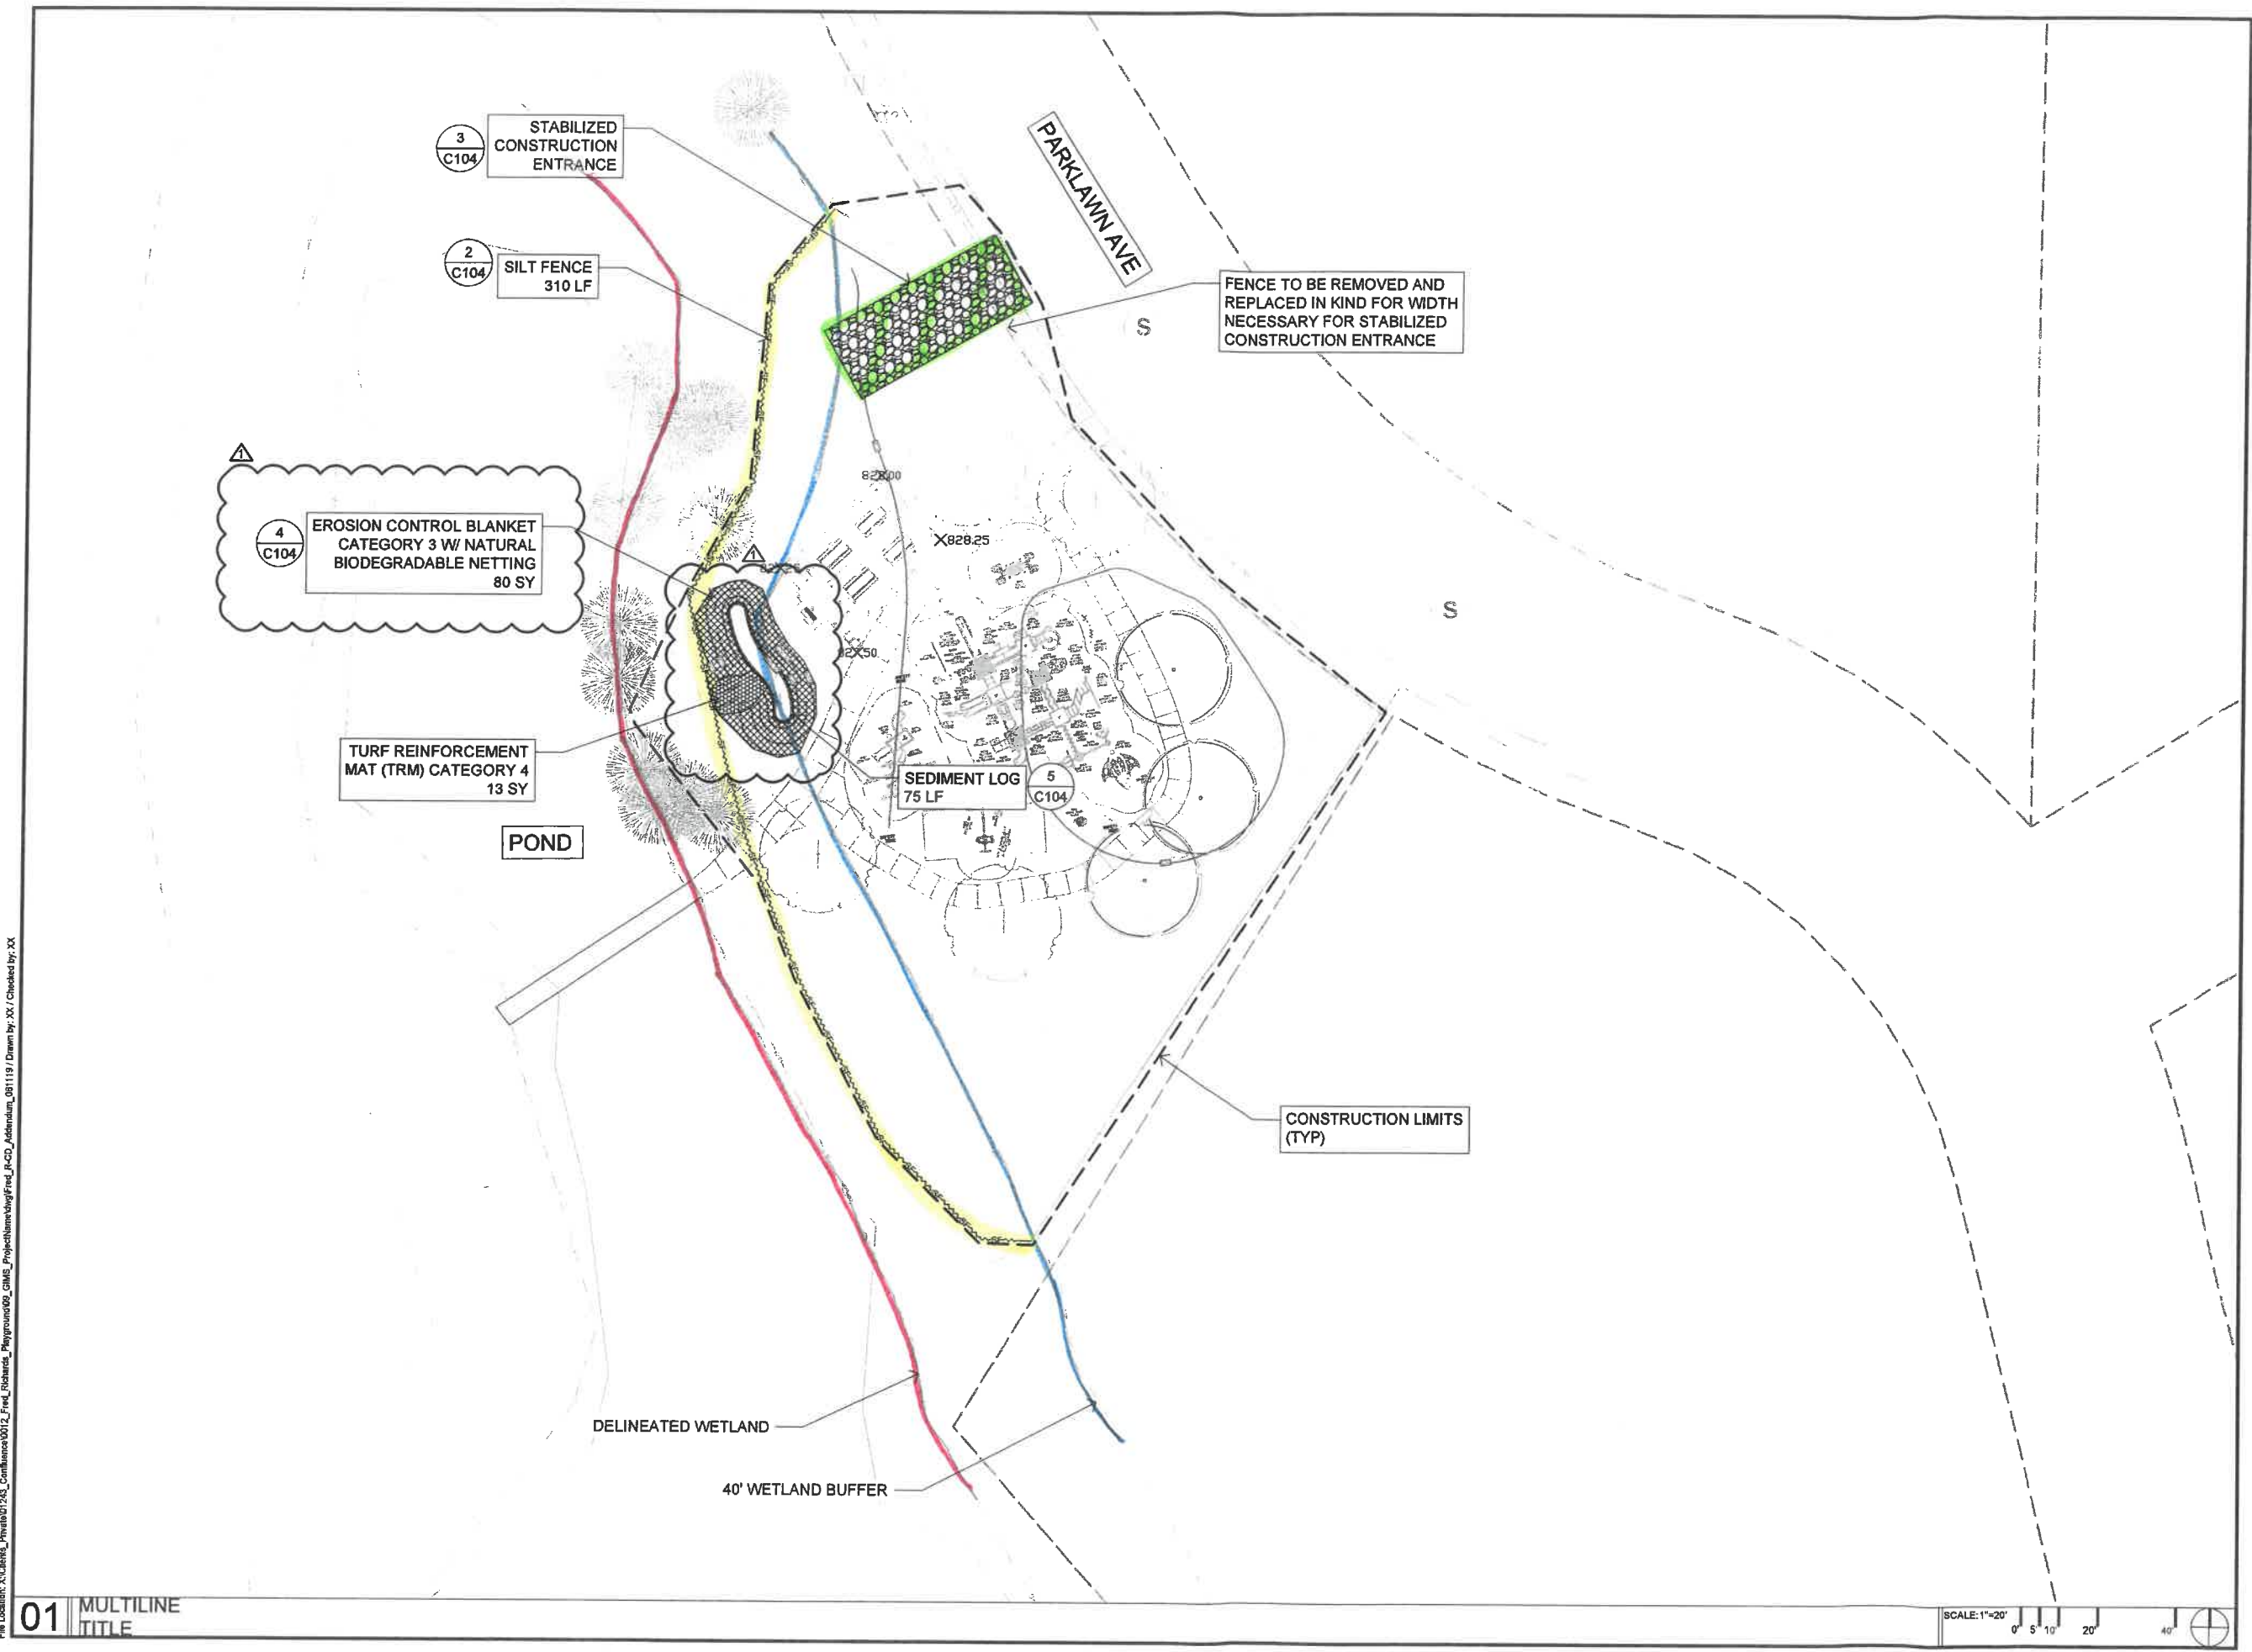 3
C104
STABILIZED
CONSTRUCTION
ENTRANCE
PARKLAWN AVE
2
C104
SILT FENCE
310 LF
FENCE TO BE REMOVED AND
REPLACED IN KIND FOR WIDTH
NECESSARY FOR STABILIZED
CONSTRUCTION ENTRANCE
S
1
828.00
4
C104
EROSION CONTROL BLANKET
CATEGORY 3 W/ NATURAL
BIODEGRADABLE NETTING
80 SY
X828.25
1
S
TURF REINFORCEMENT
MAT (TRM) CATEGORY 4
13 SY
SEDIMENT LOG
75 LF
5
C104
POND
CONSTRUCTION LIMITS
(TYP)
DELINEATED WETLAND
40' WETLAND BUFFER
01
MULTILINE
TITLE
SCALE: 1"=20'
0' 5' 10' 20' 40'